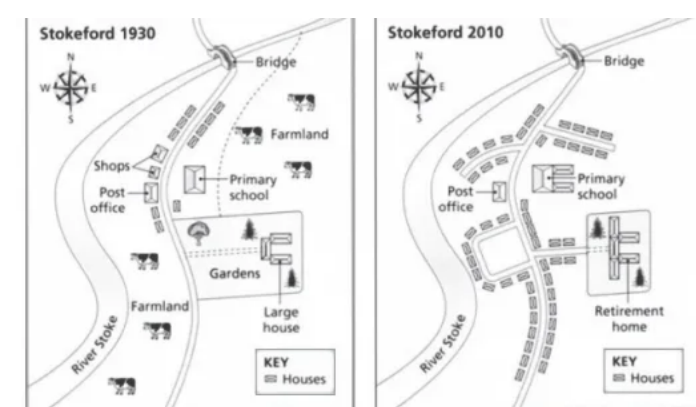 Stokeford 1930
N
W
E
S
Bridge
Farmland
Shops
Post
office
Primary
school
Gardens
Farmland
Large
house
River Stoke
KEY
Houses
Stokeford 2010
N
W
E
S
Bridge
Post
office
Primary
school
Retirement
home
River Stoke
KEY
Houses